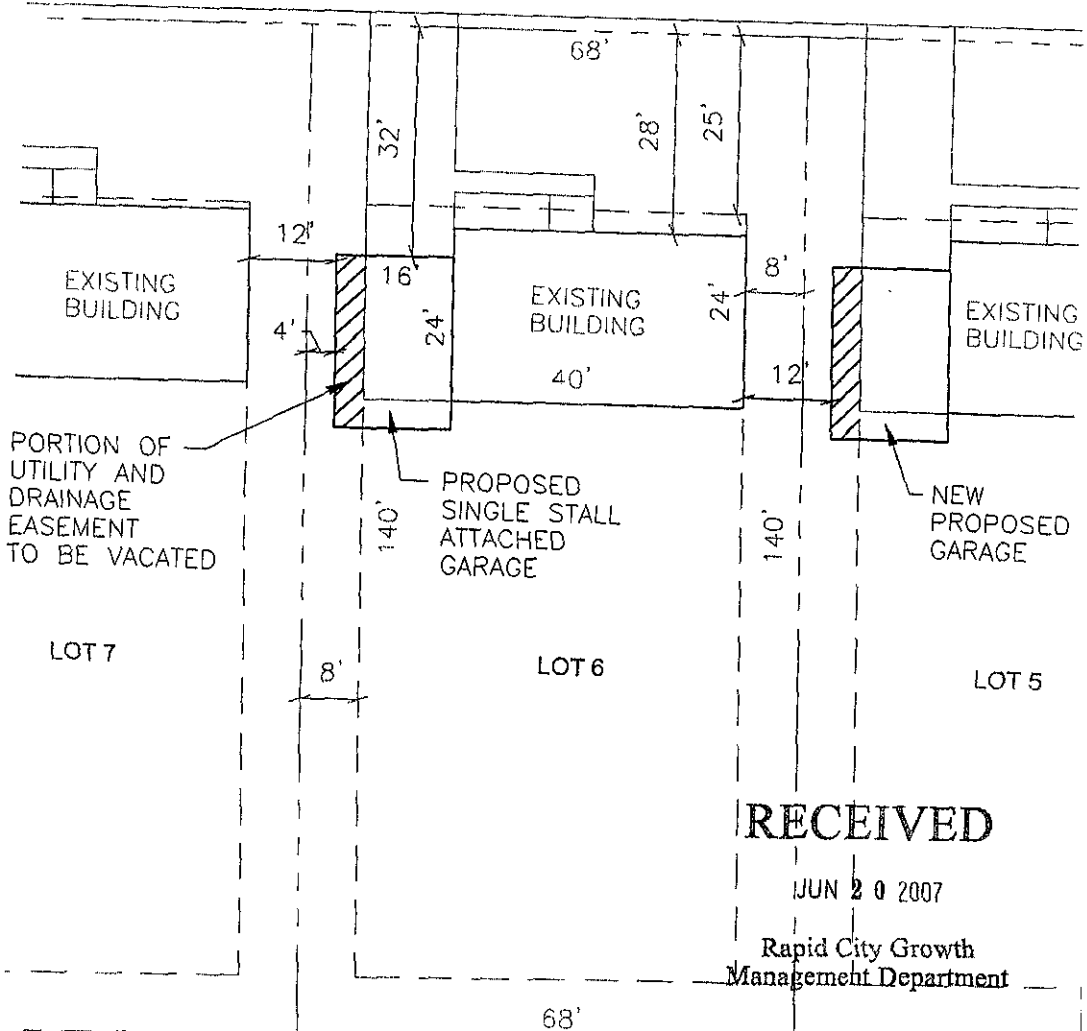 68'
32'
28'
25'
12'
16'
8'
EXISTING
BUILDING
EXISTING
BUILDING
EXISTING
BUILDING
4'
24'
24'
40'
12'
PORTION OF
UTILITY AND
DRAINAGE
EASEMENT
TO BE VACATED
140'
PROPOSED
SINGLE STALL
ATTACHED
GARAGE
140'
NEW
PROPOSED
GARAGE
LOT 7
8'
LOT 6
LOT 5
RECEIVED
JUN 20 2007
Rapid City Growth
Management Department
68'